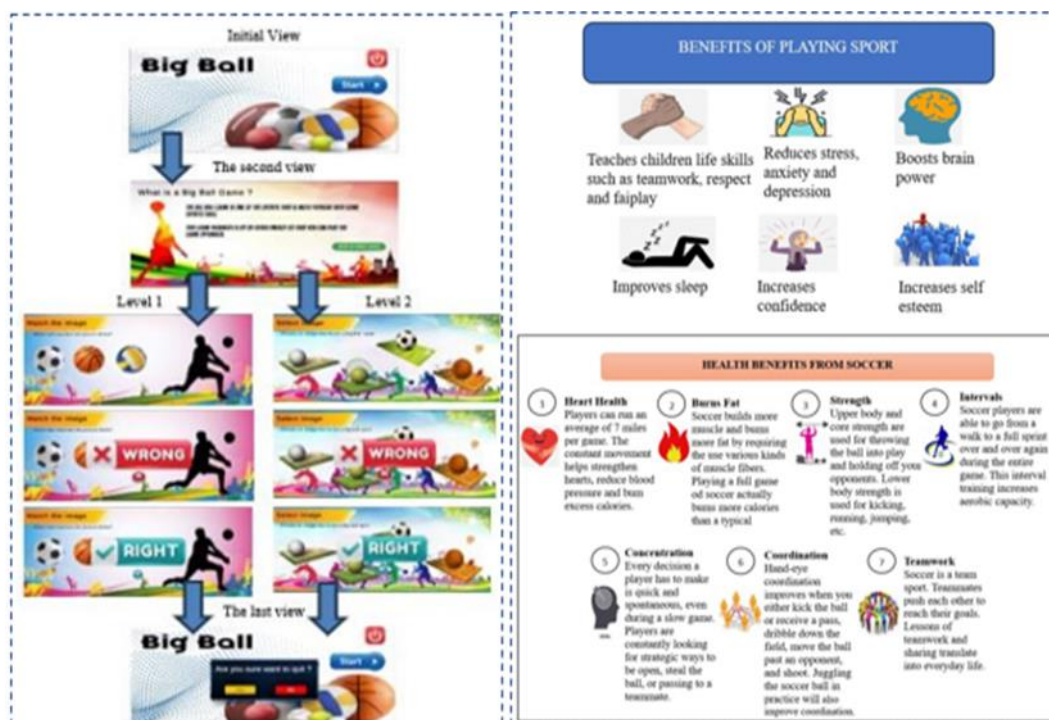 Initial View
Big Ball
Start
The second view
What is a Big Ball Game ?
Level 1
Level 2
Match the image
Select image
WRONG
WRONG
RIGHT
RIGHT
The last view
Big Ball
Start
Are you sure want to quit ?
BENEFITS OF PLAYING SPORT
Teaches children life skills
such as teamwork, respect
and fairplay
Reduces stress,
anxiety and
depression
Boosts brain
power
Improves sleep
Increases
confidence
Increases self
esteem
HEALTH BENEFITS FROM SOCCER
1
Heart Health
Players can run an
average of 7 miles
per game. The
constant movement
helps strengthen
hearts, reduce blood
pressure and burn
excess calories.
2
Burns Fat
Soccer builds more
muscle and burns
more fat by requiring
the use various kinds
of muscle fibers.
Playing a full game
od soccer actually
burns more calories
than a typical
3
Strength
Upper body and
core strength are
used for throwing
the ball into play
and holding off your
opponents. Lower
body strength is
used for kicking,
running, jumping,
etc.
4
Intervals
Soccer players are
able to go from a
walk to a full sprint
over and over again
during the entire
game. This interval
training increases
aerobic capacity.
5
Concentration
Every decision a
player has to make
is quick and
spontaneous, even
during a slow game.
Players are
constantly looking
for strategic ways to
be open, steal the
ball, or passing to a
teammate.
6
Coordination
Hand-eye
coordination
improves when you
either kick the ball
or receive a pass,
dribble down the
field, move the ball
past an opponent,
and shoot. Juggling
the soccer ball in
practice will also
improve coordination.
7
Teamwork
Soccer is a team
sport. Teammates
push each other to
reach their goals.
Lessons of
teamwork and
sharing translate
into everyday life.